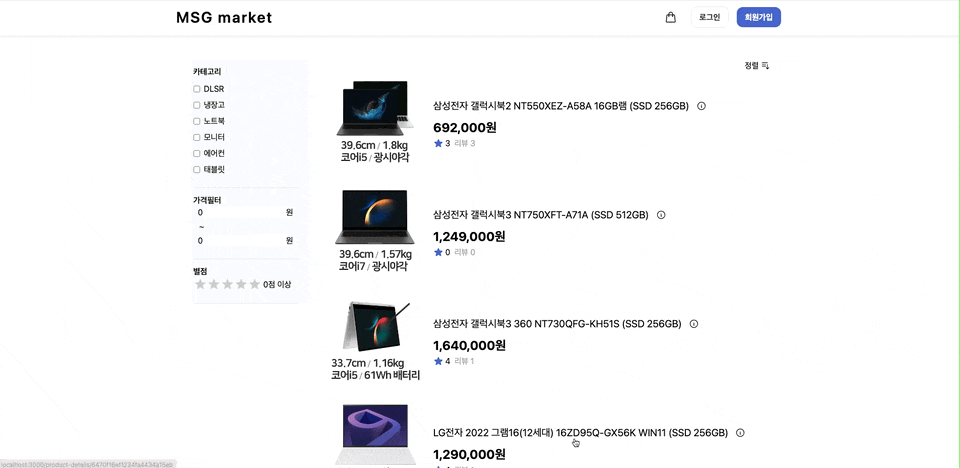 MSG market
로그인
회원가입
정렬
카테고리
DLSR
냉장고
노트북
모니터
에어컨
태블릿
가격필터
0 원
~
0 원
별점
0점 이상
39.6cm / 1.8kg
코어i5 / 광시야각
삼성전자 갤럭시북2 NT550XEZ-A58A 16GB램 (SSD 256GB)
692,000원
3 리뷰 3
39.6cm / 1.57kg
코어i7 / 광시야각
삼성전자 갤럭시북3 NT750XFT-A71A (SSD 512GB)
1,249,000원
0 리뷰 0
33.7cm / 1.16kg
코어i5 / 61Wh 배터리
삼성전자 갤럭시북3 360 NT730QFG-KH51S (SSD 256GB)
1,640,000원
4 리뷰 1
LG전자 2022 그램16(12세대) 16ZD95Q-GX56K WIN11 (SSD 256GB)
1,290,000원